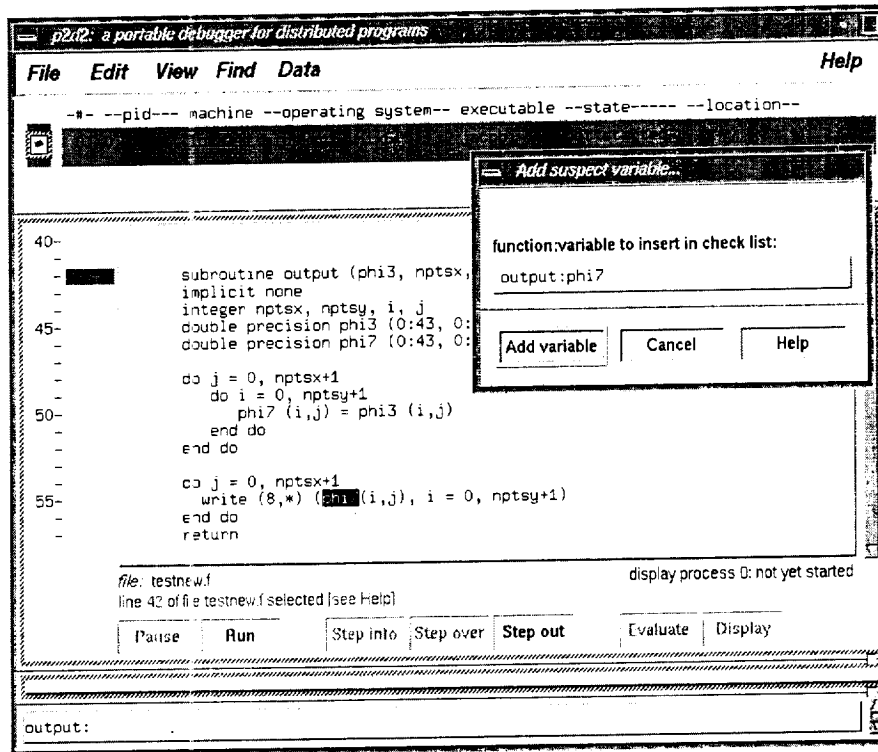 p2d2: a portable debugger for distributed programs
File Edit View Find Data Help
-#- --pid--- machine --operating system-- executable --state----- --location--
Add suspect variable...
function:variable to insert in check list:
output:phi7
Add variable Cancel Help
40-
- subroutine output (phi3, nptsx,
- implicit none
- integer nptsx, nptsy, i, j
45- double precision phi3 (0:43, 0:
- double precision phi7 (0:43, 0:
-
- do j = 0, nptsx+1
- do i = 0, nptsy+1
50- phi7 (i,j) = phi3 (i,j)
- end do
- end do
-
- do j = 0, nptsx+1
55- write (8,*) ( (i,j), i = 0, nptsy+1)
- end do
- return
file: testnew.f display process 0: not yet started
line 42 of file testnew.f selected [see Help]
Pause Run Step into Step over Step out Evaluate Display
output: